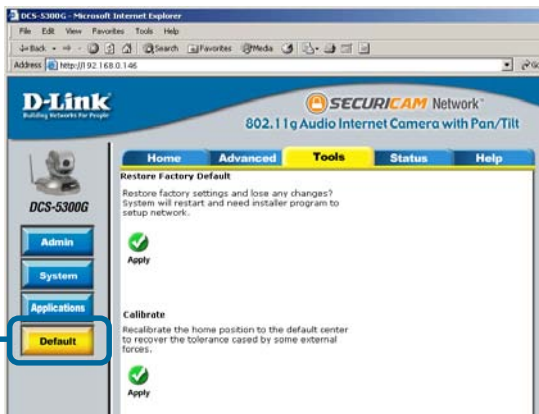 DCS-5300G - Microsoft Internet Explorer
File Edit View Favorites Tools Help
Back Search Favorites Media
Address http://192.168.0.146 Go
D-Link
Building Networks for People
SECURICAM Network™
802.11g Audio Internet Camera with Pan/Tilt
Home Advanced Tools Status Help
DCS-5300G
Admin
System
Applications
Default
Restore Factory Default
Restore factory settings and lose any changes?
System will restart and need installer program to
setup network.
Apply
Calibrate
Recalibrate the home position to the default center
to recover the tolerance cased by some external
forces.
Apply